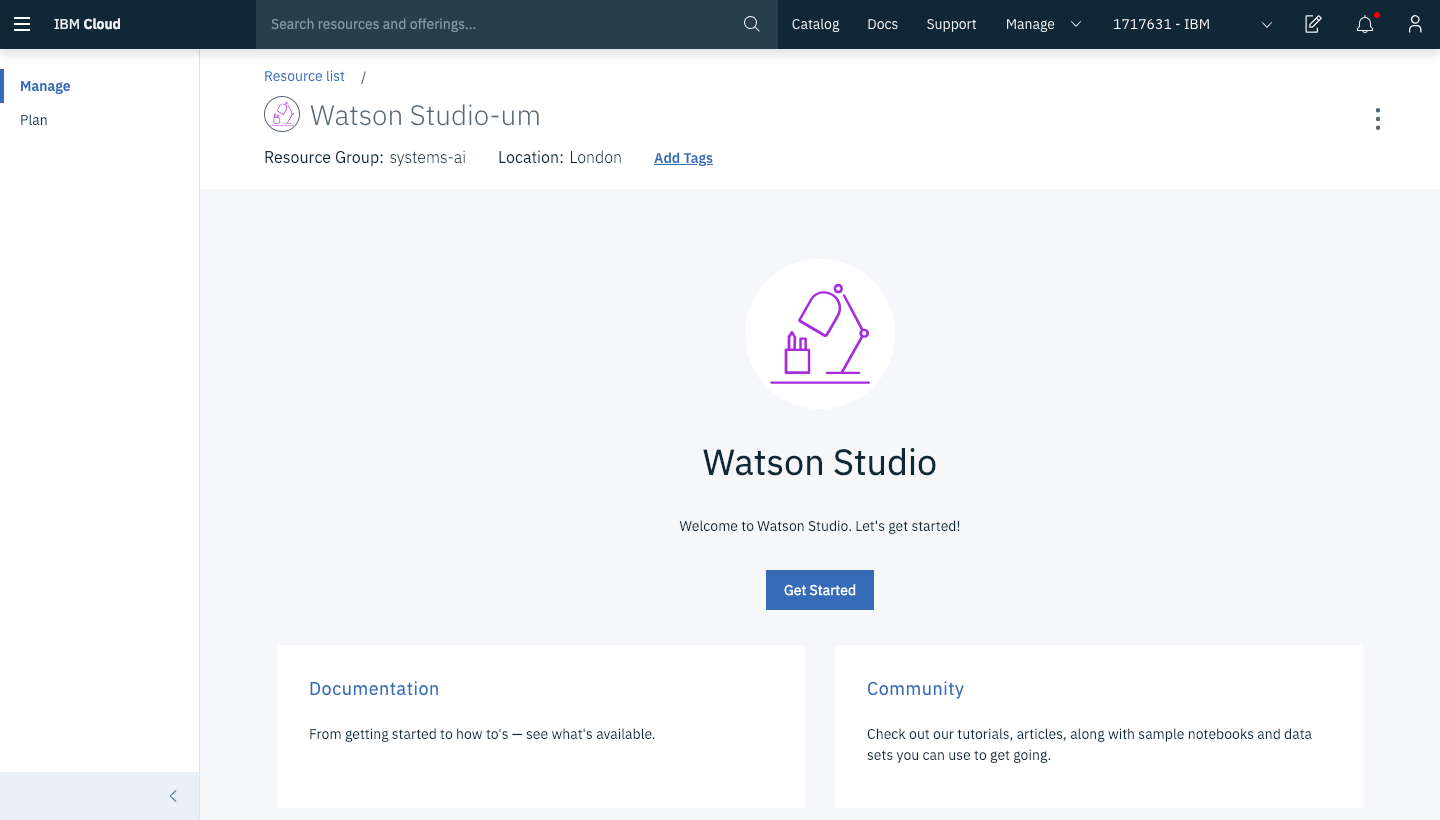 IBM Cloud
Search resources and offerings...
Catalog
Docs
Support
Manage
1717631 - IBM
Manage
Plan
Resource list /
Watson Studio-um
Resource Group: systems-ai
Location: London
Add Tags
Watson Studio
Welcome to Watson Studio. Let's get started!
Get Started
Documentation
From getting started to how to's — see what's available.
Community
Check out our tutorials, articles, along with sample notebooks and data
sets you can use to get going.